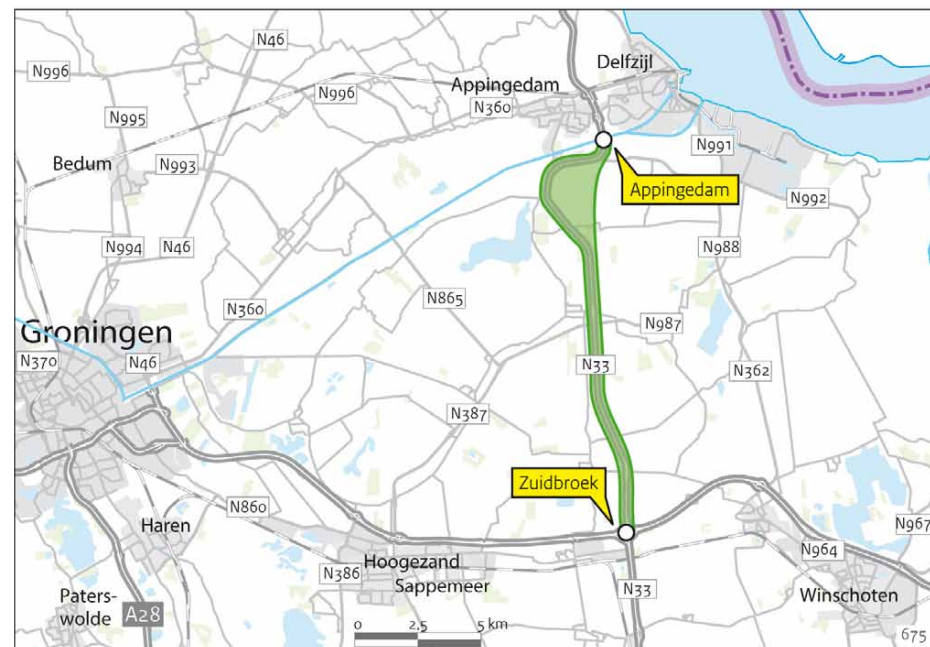 N46
Delfzijl
N996
Appingedam
N996
N360
N995
N991
Bedum
N993
Appingedam
N992
N994
N46
N988
N360
N865
Groningen
N987
N370
N46
N33
N362
N387
Zuidbroek
N860
Haren
N967
Hoogezand
N964
N386
Sappemeer
N33
Paters-
wolde
A28
Winschoten
0 2,5 5 km
675